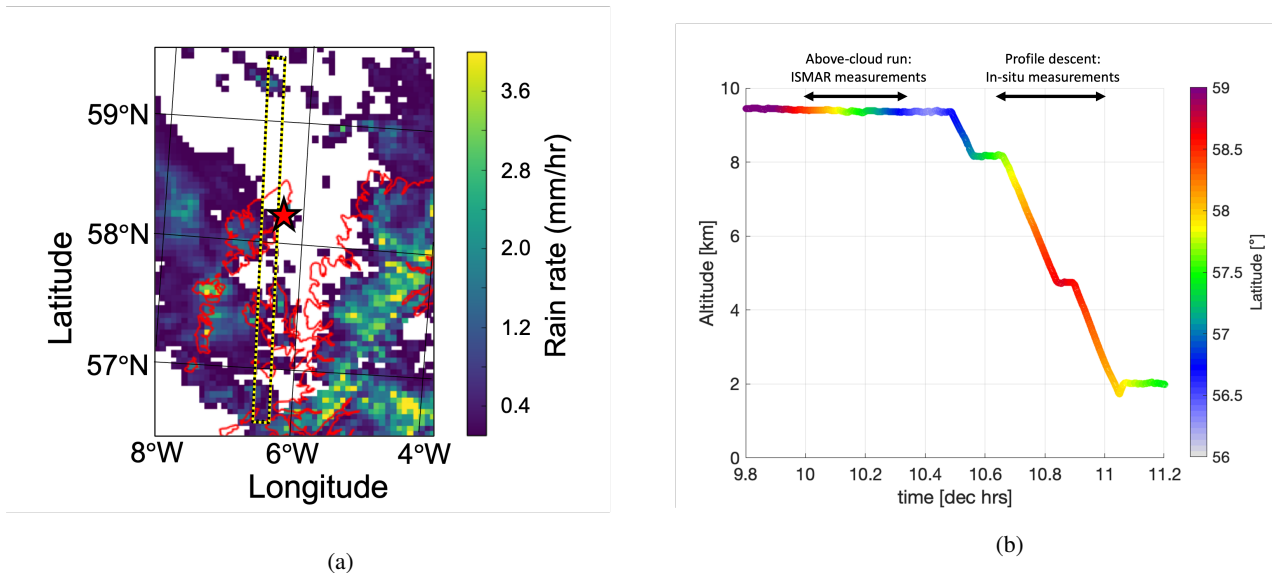 59°N
58°N
57°N
8°W
6°W
4°W
Latitude
Longitude
3.6
2.8
2.0
1.2
0.4
Rain rate (mm/hr)
(a)
Above-cloud run:
ISMAR measurements
Profile descent:
In-situ measurements
10
8
6
4
2
0
Altitude [km]
9.8
10
10.2
10.4
10.6
10.8
11
11.2
time [dec hrs]
59
58.5
58
57.5
57
56.5
56
Latitude [°]
(b)